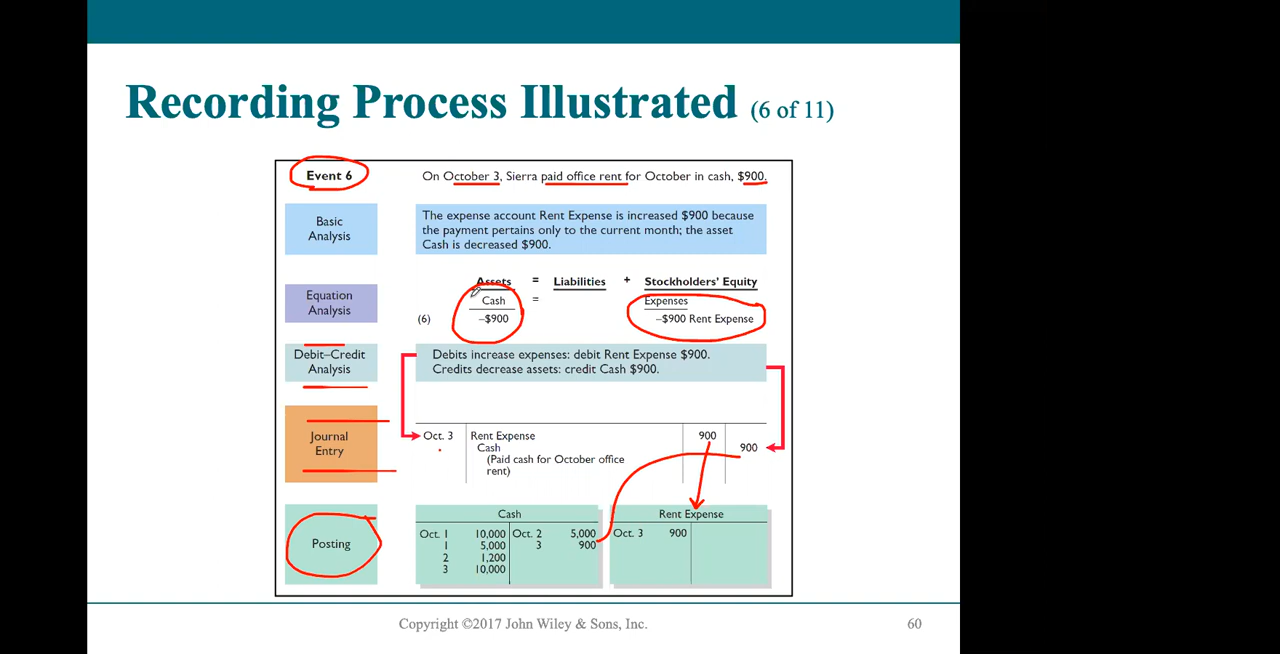 Recording Process Illustrated (6 of 11)
Event 6
On October 3, Sierra paid office rent for October in cash, $900.
Basic
Analysis
The expense account Rent Expense is increased $900 because
the payment pertains only to the current month; the asset
Cash is decreased $900.
Equation
Analysis
Assets = Liabilities + Stockholders' Equity
Cash = Expenses
(6) –$900 –$900 Rent Expense
Debit–Credit
Analysis
Debits increase expenses: debit Rent Expense $900.
Credits decrease assets: credit Cash $900.
Journal
Entry
Oct. 3 Rent Expense 900
Cash 900
(Paid cash for October office
rent)
Posting
Cash
Oct. 1 10,000 Oct. 2 5,000
1 5,000 3 900
2 1,200
3 10,000
Rent Expense
Oct. 3 900
Copyright ©2017 John Wiley & Sons, Inc.
60